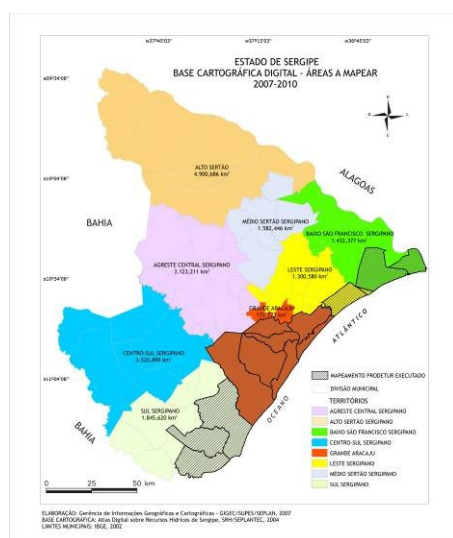 w37º45'03"
w37º15'03"
w36º45'03"
ESTADO DE SERGIPE
BASE CARTOGRÁFICA DIGITAL - ÁREAS A MAPEAR
2007-2010
ALTO SERTÃO
4.900,686 km²
ALAGOAS
BAHIA
MÉDIO SERTÃO SERGIPANO
1.582,446 km²
BAIXO SÃO FRANCISCO SERGIPANO
AGRESTE CENTRAL SERGIPANO
3.123,211 km²
LESTE SERGIPANO
1.300,580 km²
GRANDE ARACAJU
CENTRO-SUL SERGIPANO
3.520,899 km²
SUL SERGIPANO
1.845,620 km²
BAHIA
OCEANO
ATLÂNTICO
MAPEAMENTO PRODETUR EXECUTADO
DIVISÃO MUNICIPAL
TERRITÓRIOS
AGRESTE CENTRAL SERGIPANO
ALTO SERTÃO SERGIPANO
BAIXO SÃO FRANCISCO SERGIPANO
CENTRO-SUL SERGIPANO
GRANDE ARACAJU
LESTE SERGIPANO
MÉDIO SERTÃO SERGIPANO
SUL SERGIPANO
0 25 50 km
ELABORAÇÃO: Gerência de Informações Geográficas e Cartográficas - GIGEC/SUPES/SEPLAN, 2007
BASE CARTOGRÁFICA: Atlas Digital sobre Recursos Hídricos de Sergipe, SRH/SEPLANTEC, 2004
LIMITES MUNICIPAIS: IBGE, 2002